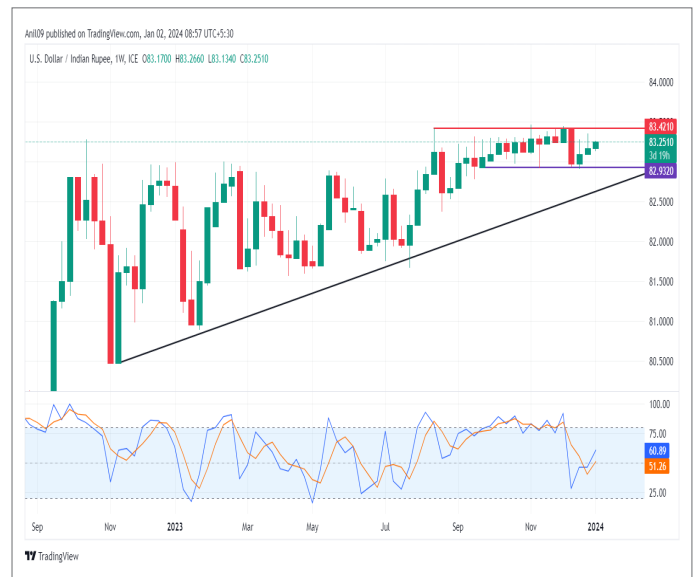 Anil09 published on TradingView.com, Jan 02, 2024 08:57 UTC+5:30
U.S. Dollar / Indian Rupee, 1W, ICE O83.1700 H83.2660 L83.1340 C83.2510
84.0000
83.4210
83.2510
3d 19h
82.9320
82.5000
82.0000
81.5000
81.0000
80.5000
100.00
75.00
60.89
51.26
25.00
Sep Nov 2023 Mar May Jul Sep Nov 2024
TradingView